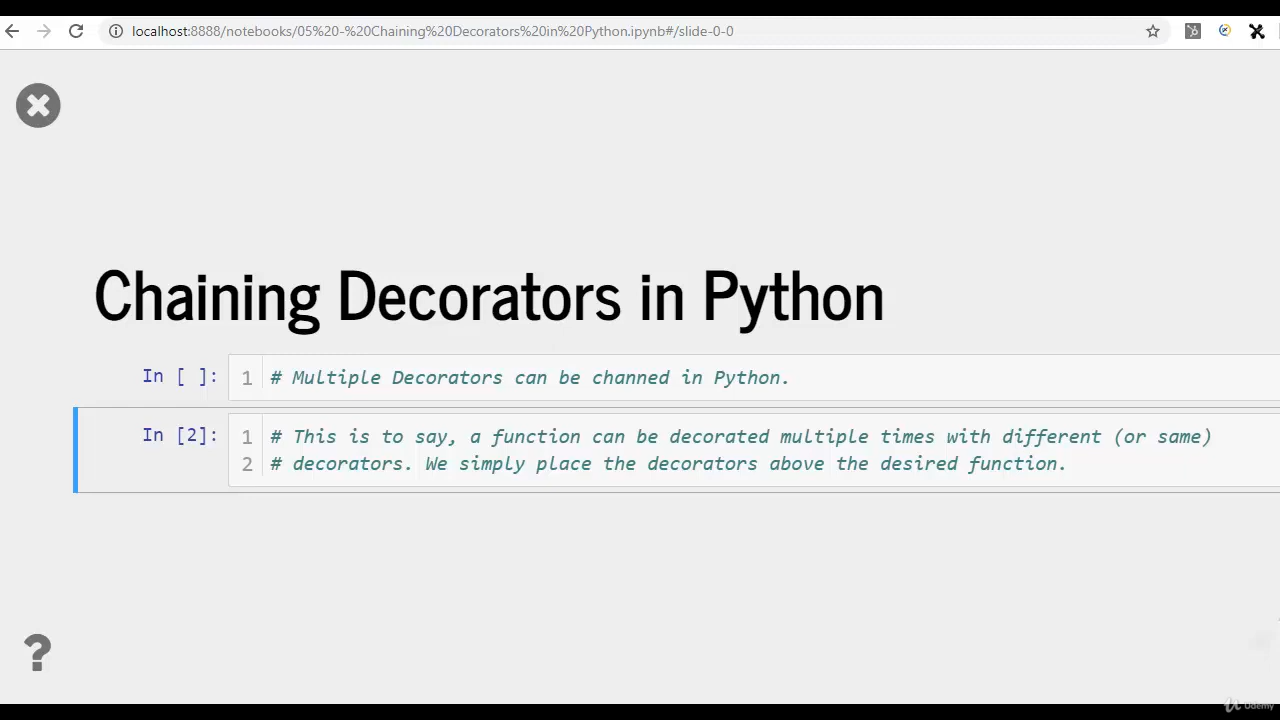 localhost:8888/notebooks/05%20-%20Chaining%20Decorators%20in%20Python.ipynb#/slide-0-0
Chaining Decorators in Python
In [ ]:
1 # Multiple Decorators can be channed in Python.
In [2]:
1 # This is to say, a function can be decorated multiple times with different (or same)
2 # decorators. We simply place the decorators above the desired function.
?
Udemy